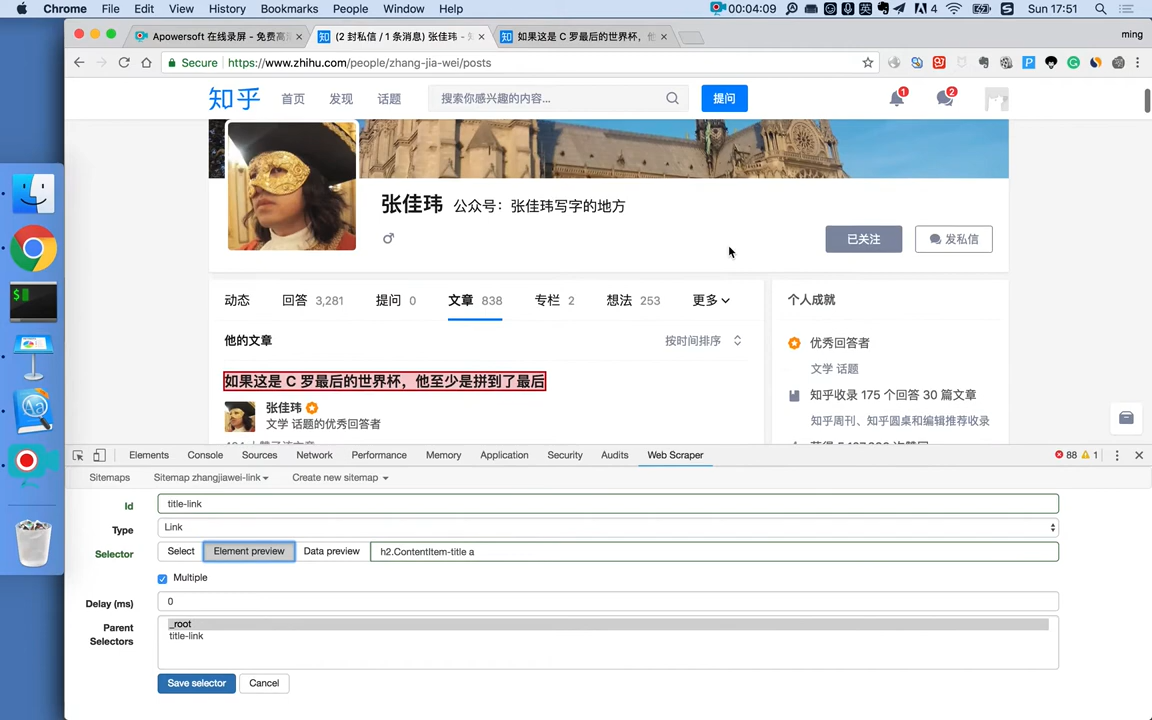 Chrome File Edit View History Bookmarks People Window Help 00:04:09 4 Sun 17:51
Apowersoft 在线录屏 - 免费高
(2 封私信 / 1 条消息) 张佳玮 -
如果这是 C 罗最后的世界杯，他
ming
Secure https://www.zhihu.com/people/zhang-jia-wei/posts
知乎 首页 发现 话题 搜索你感兴趣的内容... 提问 1 2
张佳玮 公众号：张佳玮写字的地方
已关注 发私信
动态 回答 3,281 提问 0 文章 838 专栏 2 想法 253 更多
个人成就
他的文章 按时间排序
优秀回答者
文学 话题
如果这是 C 罗最后的世界杯，他至少是拼到了最后
知乎收录 175 个回答 30 篇文章
张佳玮
文学 话题的优秀回答者
知乎周刊、知乎圆桌和编辑推荐收录
Elements Console Sources Network Performance Memory Application Security Audits Web Scraper 88 1
Sitemaps Sitemap zhangjiawei-link Create new sitemap
Id title-link
Type Link
Selector Select Element preview Data preview h2.ContentItem-title a
Multiple
Delay (ms) 0
Parent Selectors _root
title-link
Save selector Cancel